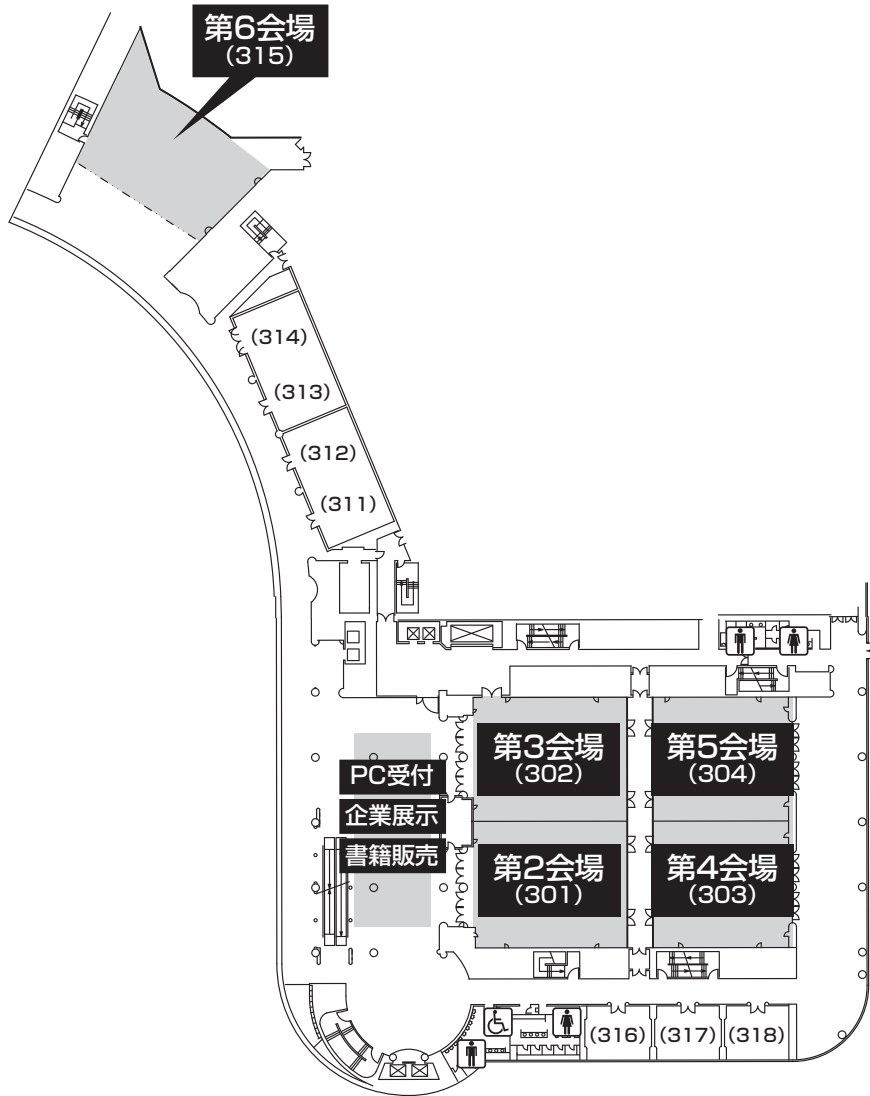 第6会場
(315)
(314)
(313)
(312)
(311)
第3会場
(302)
第5会場
(304)
PC受付
企業展示
書籍販売
第2会場
(301)
第4会場
(303)
(316)
(317)
(318)